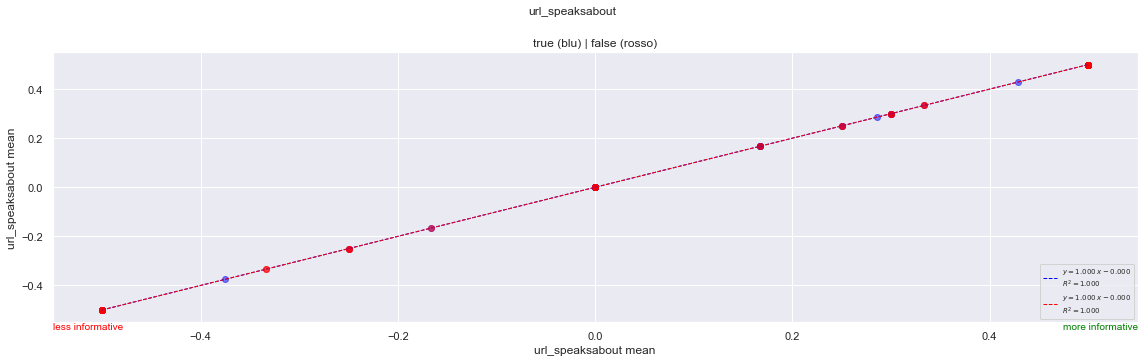 url_speaksabout
true (blu) | false (rosso)
url_speaksabout mean
0.4
0.2
0.0
−0.2
−0.4
y = 1.000 x − 0.000
R² = 1.000
y = 1.000 x − 0.000
R² = 1.000
less informative
more informative
−0.4
−0.2
0.0
0.2
0.4
url_speaksabout mean